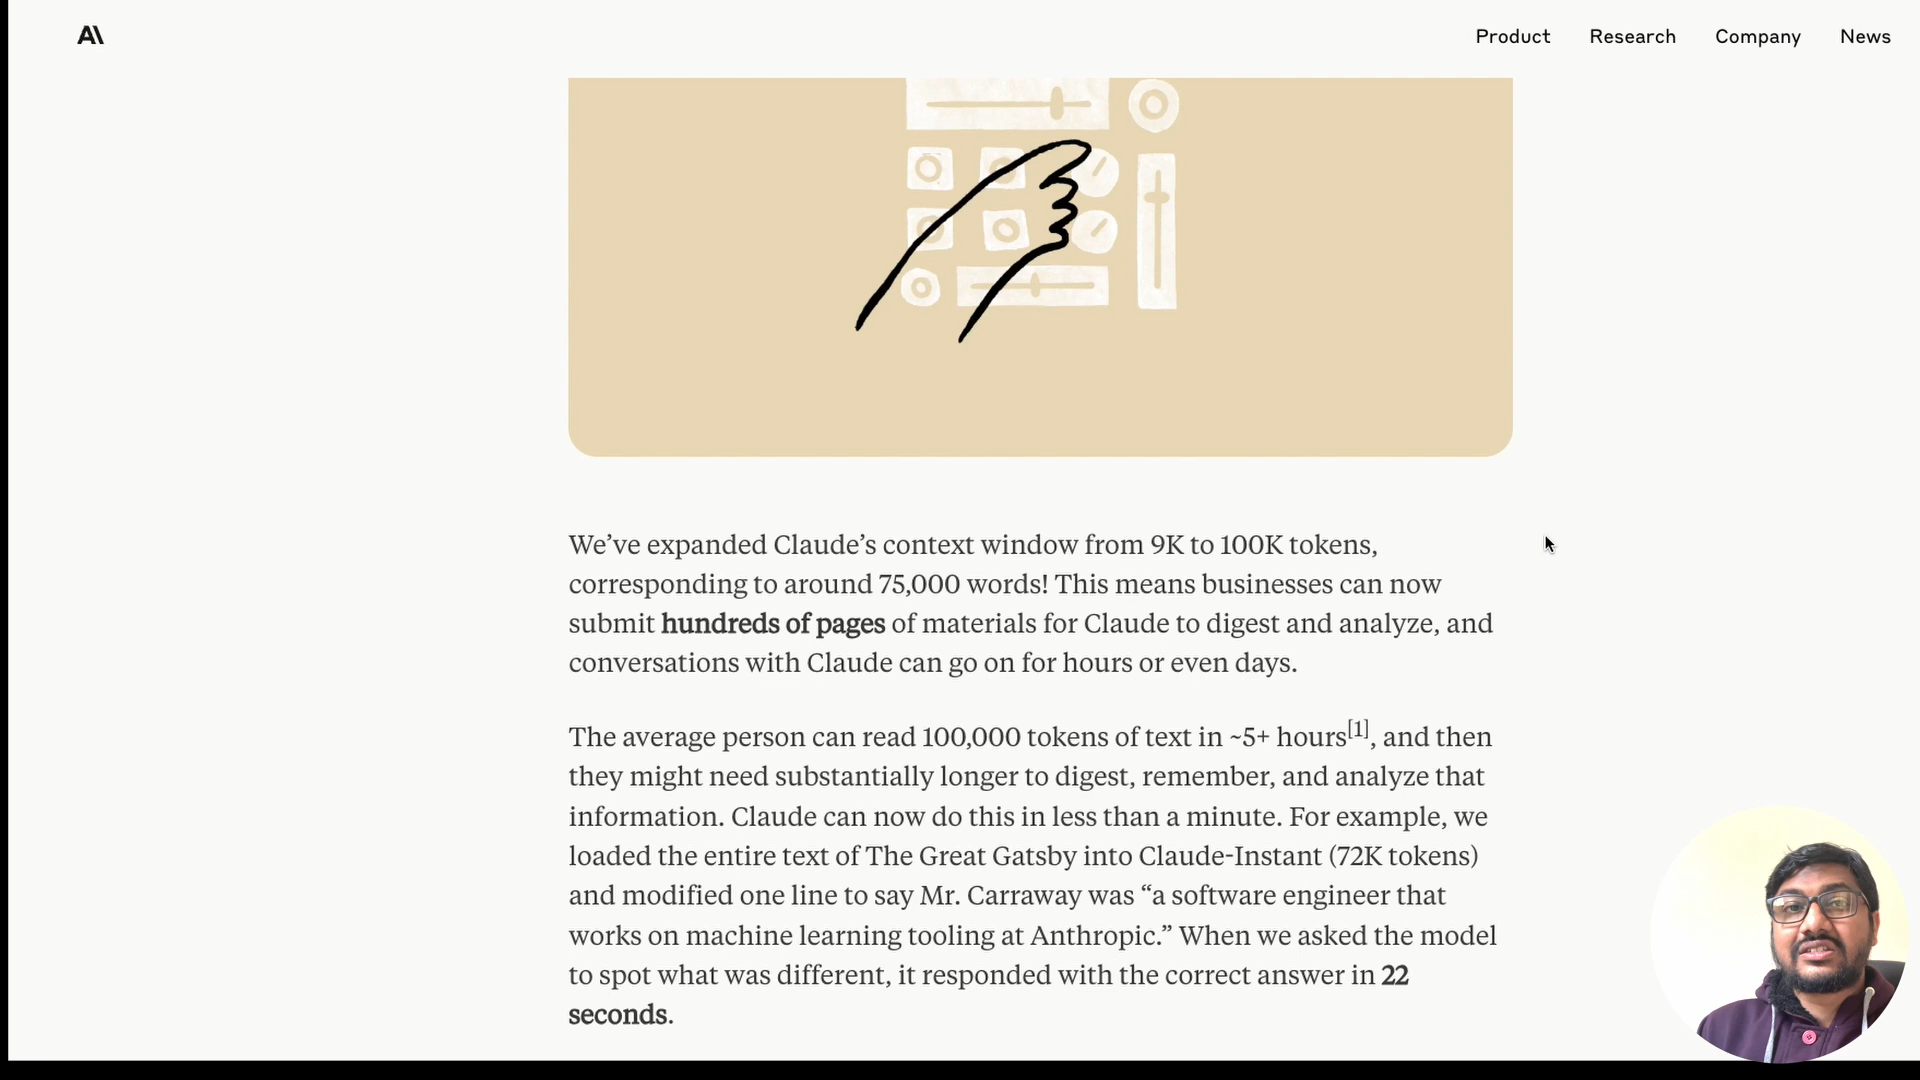 A\
Product
Research
Company
News
We’ve expanded Claude’s context window from 9K to 100K tokens,
corresponding to around 75,000 words! This means businesses can now
submit hundreds of pages of materials for Claude to digest and analyze, and
conversations with Claude can go on for hours or even days.
The average person can read 100,000 tokens of text in ~5+ hours[1], and then
they might need substantially longer to digest, remember, and analyze that
information. Claude can now do this in less than a minute. For example, we
loaded the entire text of The Great Gatsby into Claude-Instant (72K tokens)
and modified one line to say Mr. Carraway was “a software engineer that
works on machine learning tooling at Anthropic.” When we asked the model
to spot what was different, it responded with the correct answer in 22
seconds.